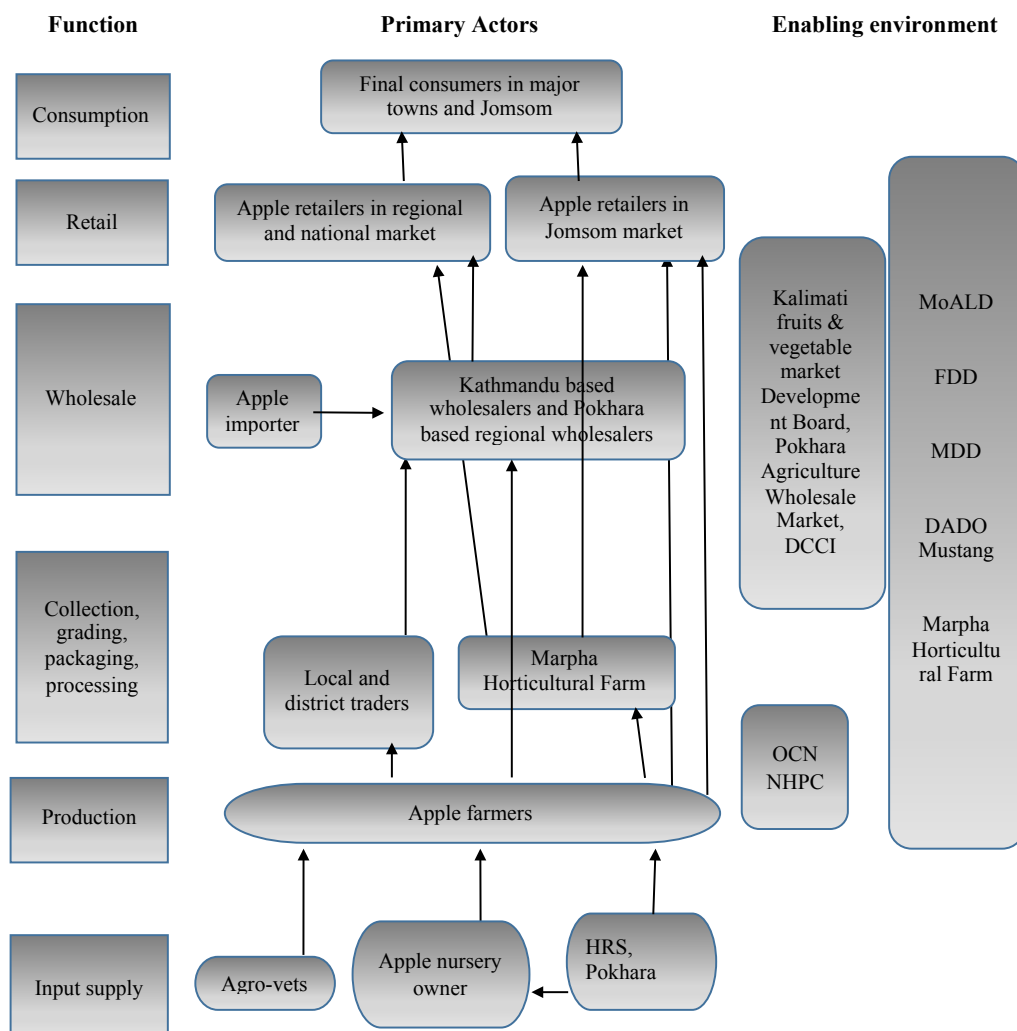 Function
Primary Actors
Enabling environment
Consumption
Final consumers in major
towns and Jomsom
Retail
Apple retailers in regional
and national market
Apple retailers in
Jomsom market
Wholesale
Apple
importer
Kathmandu based
wholesalers and Pokhara
based regional wholesalers
Kalimati
fruits &
vegetable
market
Developme
nt Board,
Pokhara
Agriculture
Wholesale
Market,
DCCI
MoALD
FDD
MDD
DADO
Mustang
Marpha
Horticultu
ral Farm
Collection,
grading,
packaging,
processing
Local and
district traders
Marpha
Horticultural Farm
OCN
NHPC
Production
Apple farmers
Input supply
Agro-vets
Apple nursery
owner
HRS,
Pokhara